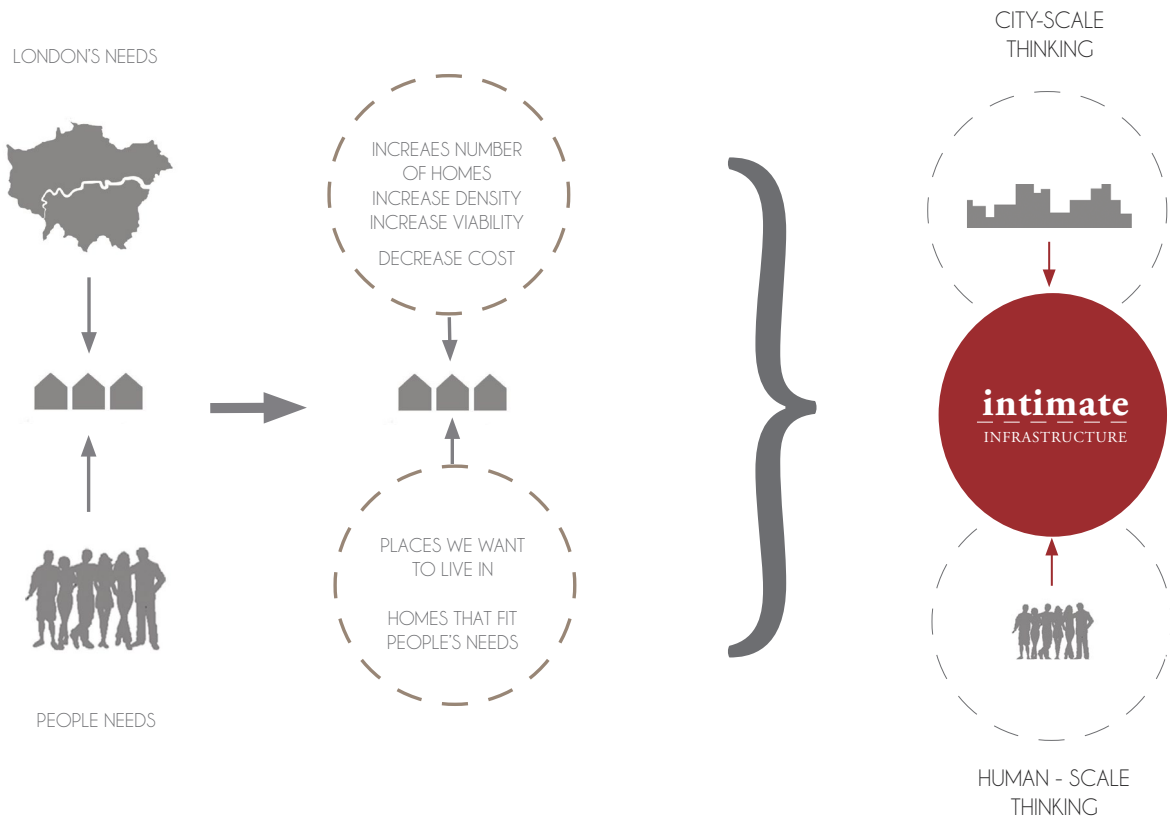 LONDON'S NEEDS
PEOPLE NEEDS
INCREAES NUMBER
OF HOMES
INCREASE DENSITY
INCREASE VIABILITY
DECREASE COST
PLACES WE WANT
TO LIVE IN
HOMES THAT FIT
PEOPLE'S NEEDS
CITY-SCALE
THINKING
intimate
INFRASTRUCTURE
HUMAN - SCALE
THINKING